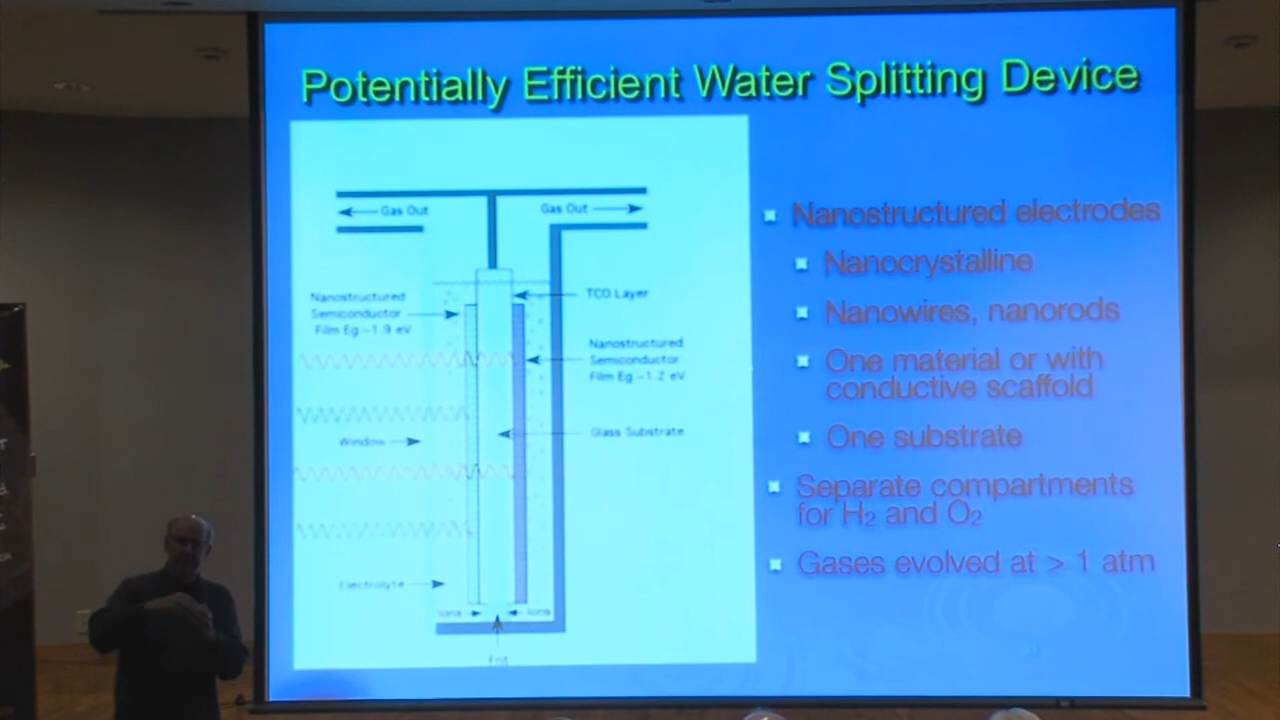 Potentially Efficient Water Splitting Device
Gas Out
Gas Out
Nanostructured
Semiconductor
Film Eg ~1.9 eV
TCO Layer
Nanostructured
Semiconductor
Film Eg ~1.2 eV
Glass Substrate
Window
Electrolyte
Ions
Ions
Frit
Nanostructured electrodes
Nanocrystalline
Nanowires, nanorods
One material or with
conductive scaffold
One substrate
Separate compartments
for H₂ and O₂
Gases evolved at > 1 atm